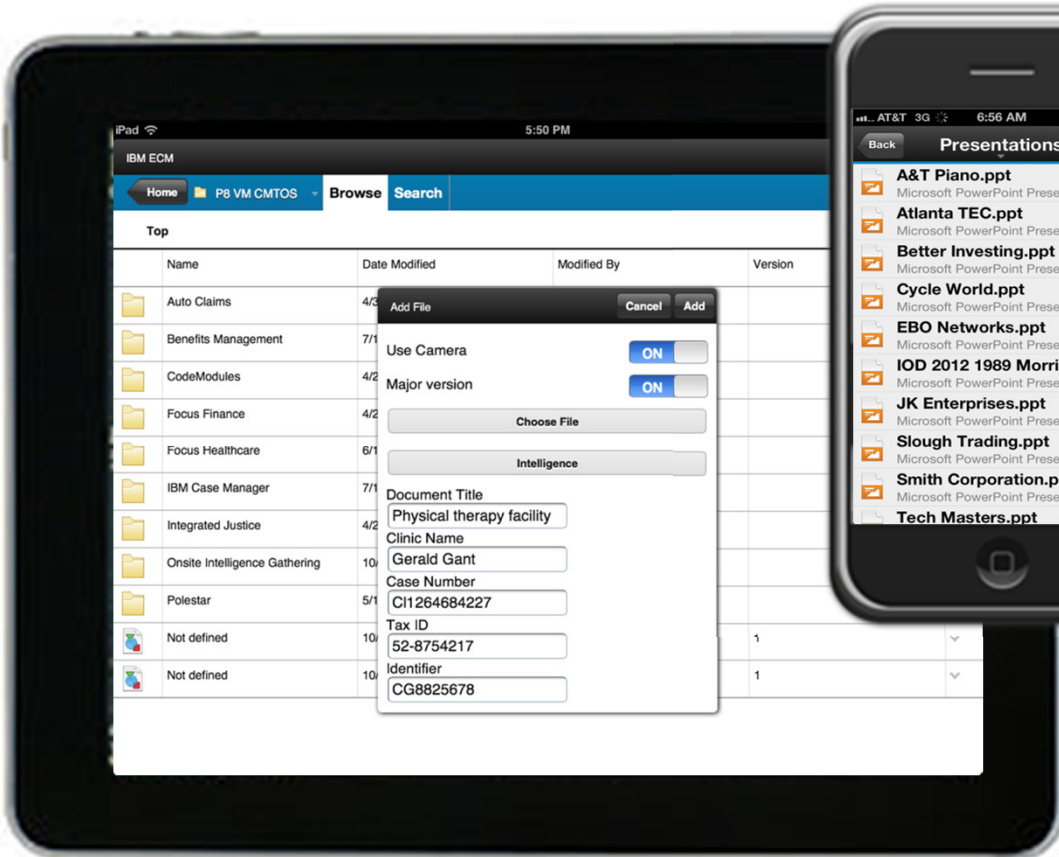 iPad
5:50 PM
IBM ECM
Home P8 VM CMTOS Browse Search
Top
Name Date Modified Modified By Version
Auto Claims 4/3
Benefits Management 7/1
CodeModules 4/2
Focus Finance 4/2
Focus Healthcare 6/1
IBM Case Manager 7/1
Integrated Justice 4/2
Onsite Intelligence Gathering 10/
Polestar 5/1
Not defined 10/ 1
Not defined 10/ 1
Add File Cancel Add
Use Camera ON
Major version ON
Choose File
Intelligence
Document Title
Physical therapy facility
Clinic Name
Gerald Gant
Case Number
CI1264684227
Tax ID
52-8754217
Identifier
CG8825678
AT&T 3G 6:56 AM
Back Presentations
A&T Piano.ppt
Microsoft PowerPoint Prese
Atlanta TEC.ppt
Microsoft PowerPoint Prese
Better Investing.ppt
Microsoft PowerPoint Prese
Cycle World.ppt
Microsoft PowerPoint Prese
EBO Networks.ppt
Microsoft PowerPoint Prese
IOD 2012 1989 Morri
Microsoft PowerPoint Prese
JK Enterprises.ppt
Microsoft PowerPoint Prese
Slough Trading.ppt
Microsoft PowerPoint Prese
Smith Corporation.p
Microsoft PowerPoint Prese
Tech Masters.ppt